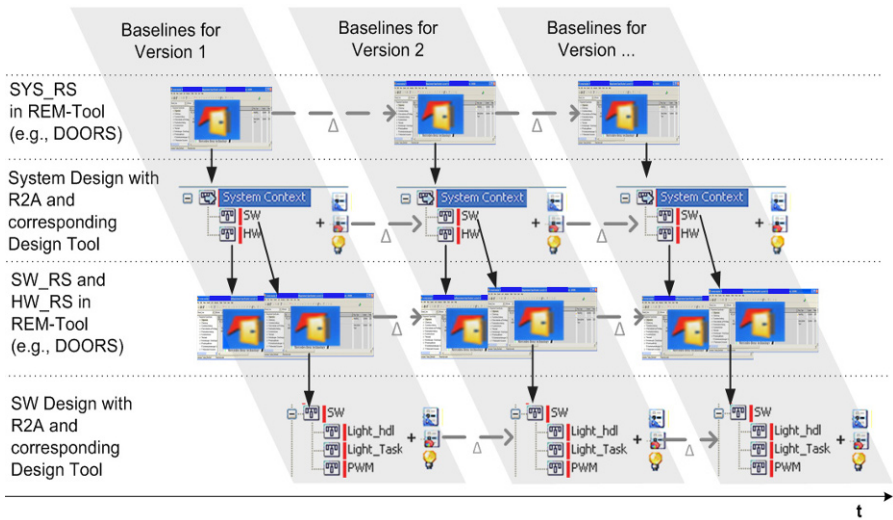 Baselines for
Version 1
Baselines for
Version 2
Baselines for
Version ...
SYS_RS
in REM-Tool
(e.g., DOORS)
Δ
Δ
System Design with
R2A and
corresponding
Design Tool
System Context
SW
HW
+
Δ
System Context
SW
HW
+
Δ
System Context
SW
HW
+
SW_RS and
HW_RS in
REM-Tool
(e.g., DOORS)
Δ
Δ
SW Design with
R2A and
corresponding
Design Tool
SW
Light_hdl
Light_Task
PWM
+
Δ
SW
Light_hdl
Light_Task
PWM
+
Δ
SW
Light_hdl
Light_Task
PWM
+
t